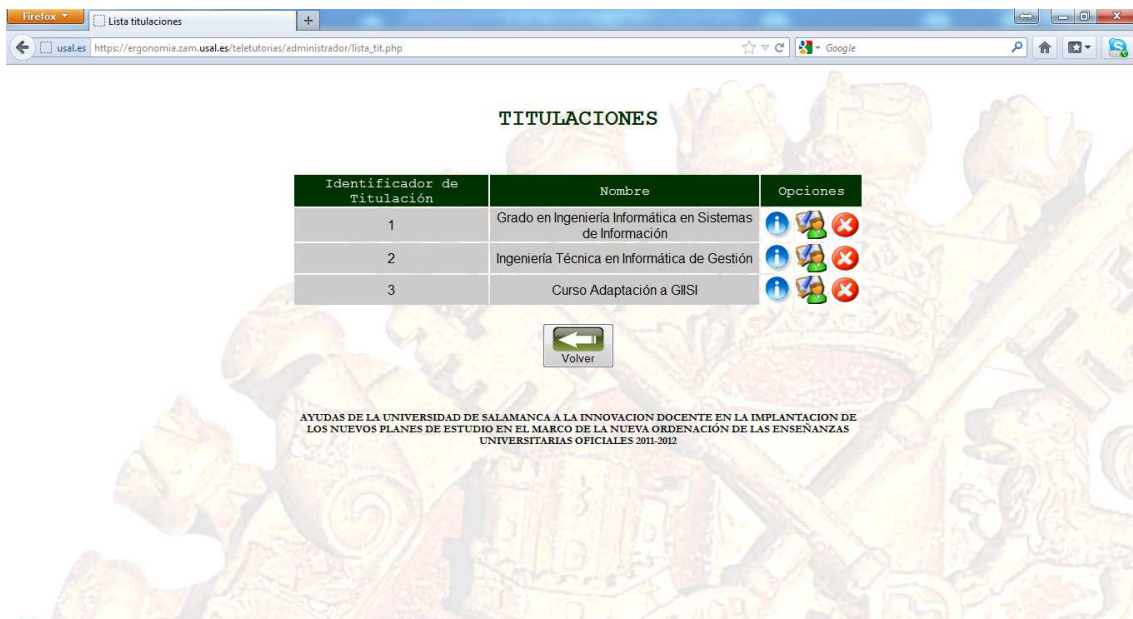 Firefox
Lista titulaciones
usal.es https://ergonomia.zam.usal.es/teletutorias/administrador/lista_tit.php
Google
TITULACIONES
Identificador de
Titulación
Nombre
Opciones
1
Grado en Ingeniería Informática en Sistemas
de Información
2
Ingeniería Técnica en Informática de Gestión
3
Curso Adaptación a GIISI
Volver
AYUDAS DE LA UNIVERSIDAD DE SALAMANCA A LA INNOVACION DOCENTE EN LA IMPLANTACION DE
LOS NUEVOS PLANES DE ESTUDIO EN EL MARCO DE LA NUEVA ORDENACIÓN DE LAS ENSEÑANZAS
UNIVERSITARIAS OFICIALES 2011-2012